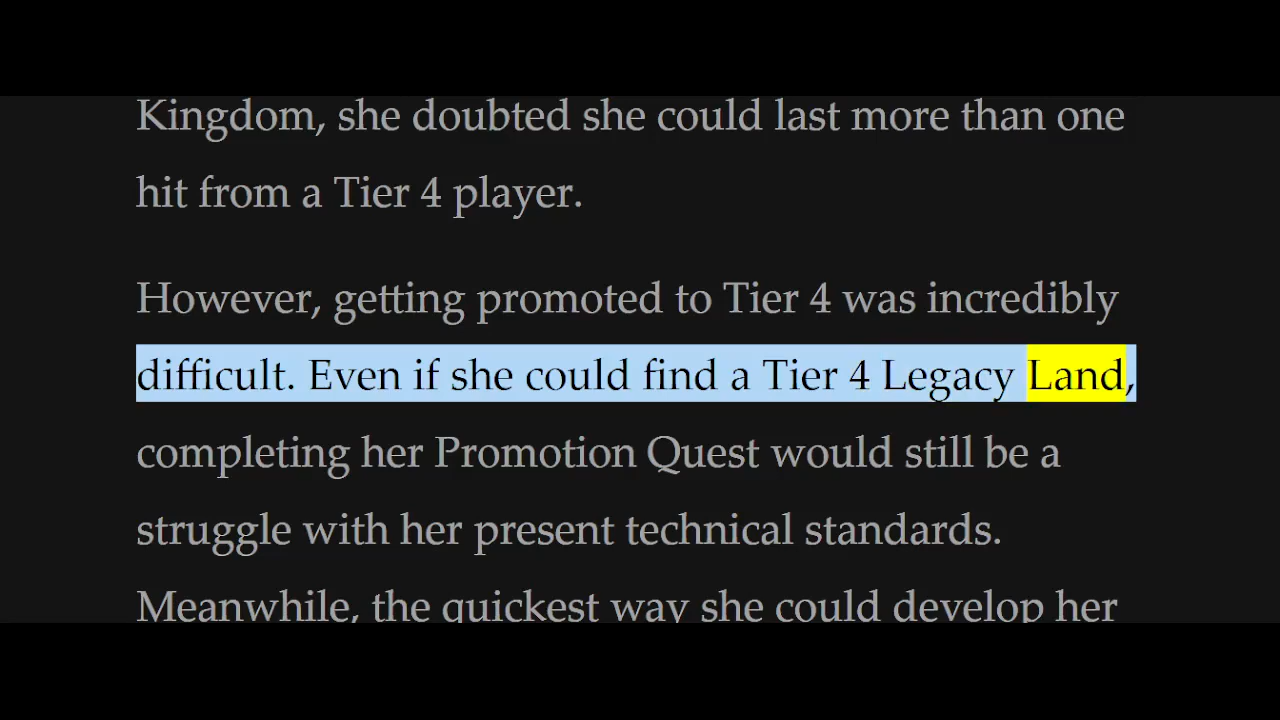 Kingdom, she doubted she could last more than one
hit from a Tier 4 player.
However, getting promoted to Tier 4 was incredibly
difficult. Even if she could find a Tier 4 Legacy Land,
completing her Promotion Quest would still be a
struggle with her present technical standards.
Meanwhile, the quickest way she could develop her